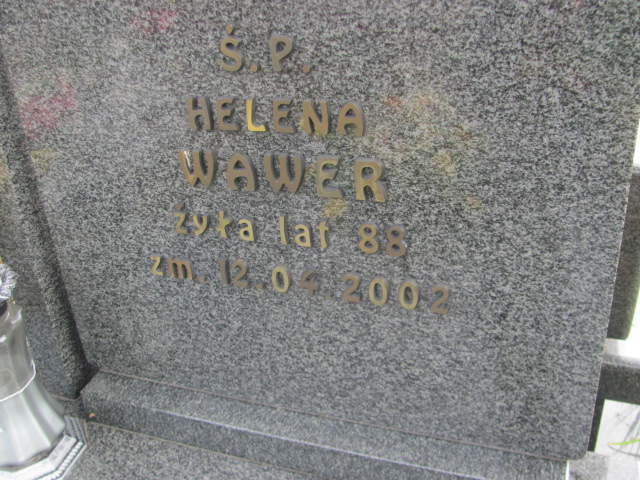 Ś.P.
HELENA
WAWER
żyła lat 88
zm. 12.04.2002